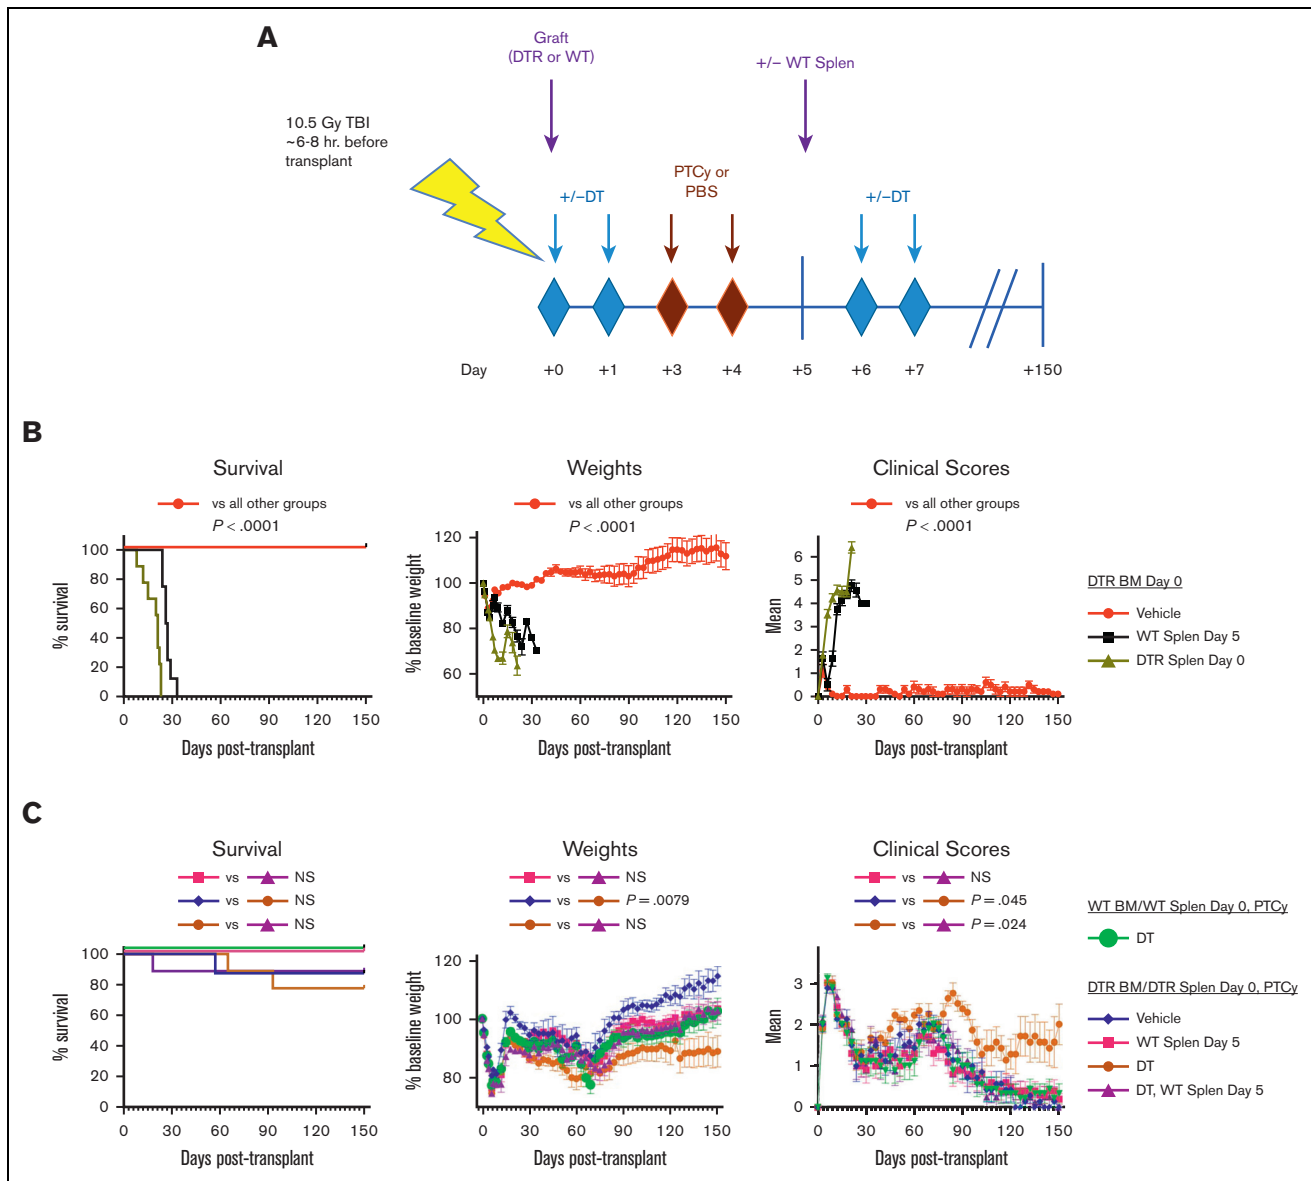 A
Graft
(DTR or WT)
+/− WT Splen
10.5 Gy TBI
~6-8 hr. before
transplant
PTCy or
PBS
+/−DT
+/−DT
Day +0 +1 +3 +4 +5 +6 +7 +150
B
Survival
vs all other groups
P < .0001
% survival
100
80
60
40
20
0
0 30 60 90 120 150
Days post-transplant
Weights
vs all other groups
P < .0001
% baseline weight
120
100
80
60
0 30 60 90 120 150
Days post-transplant
Clinical Scores
vs all other groups
P < .0001
Mean
6
5
4
3
2
1
0
0 30 60 90 120 150
Days post-transplant
DTR BM Day 0
Vehicle
WT Splen Day 5
DTR Splen Day 0
C
Survival
vs NS
vs NS
vs NS
% survival
100
80
60
40
20
0
0 30 60 90 120 150
Days post-transplant
Weights
vs NS
vs P = .0079
vs NS
% baseline weight
120
100
80
0 30 60 90 120 150
Days post-transplant
Clinical Scores
vs NS
vs P = .045
vs P = .024
Mean
3
2
1
0
0 30 60 90 120 150
Days post-transplant
WT BM/WT Splen Day 0, PTCy
DT
DTR BM/DTR Splen Day 0, PTCy
Vehicle
WT Splen Day 5
DT
DT, WT Splen Day 5